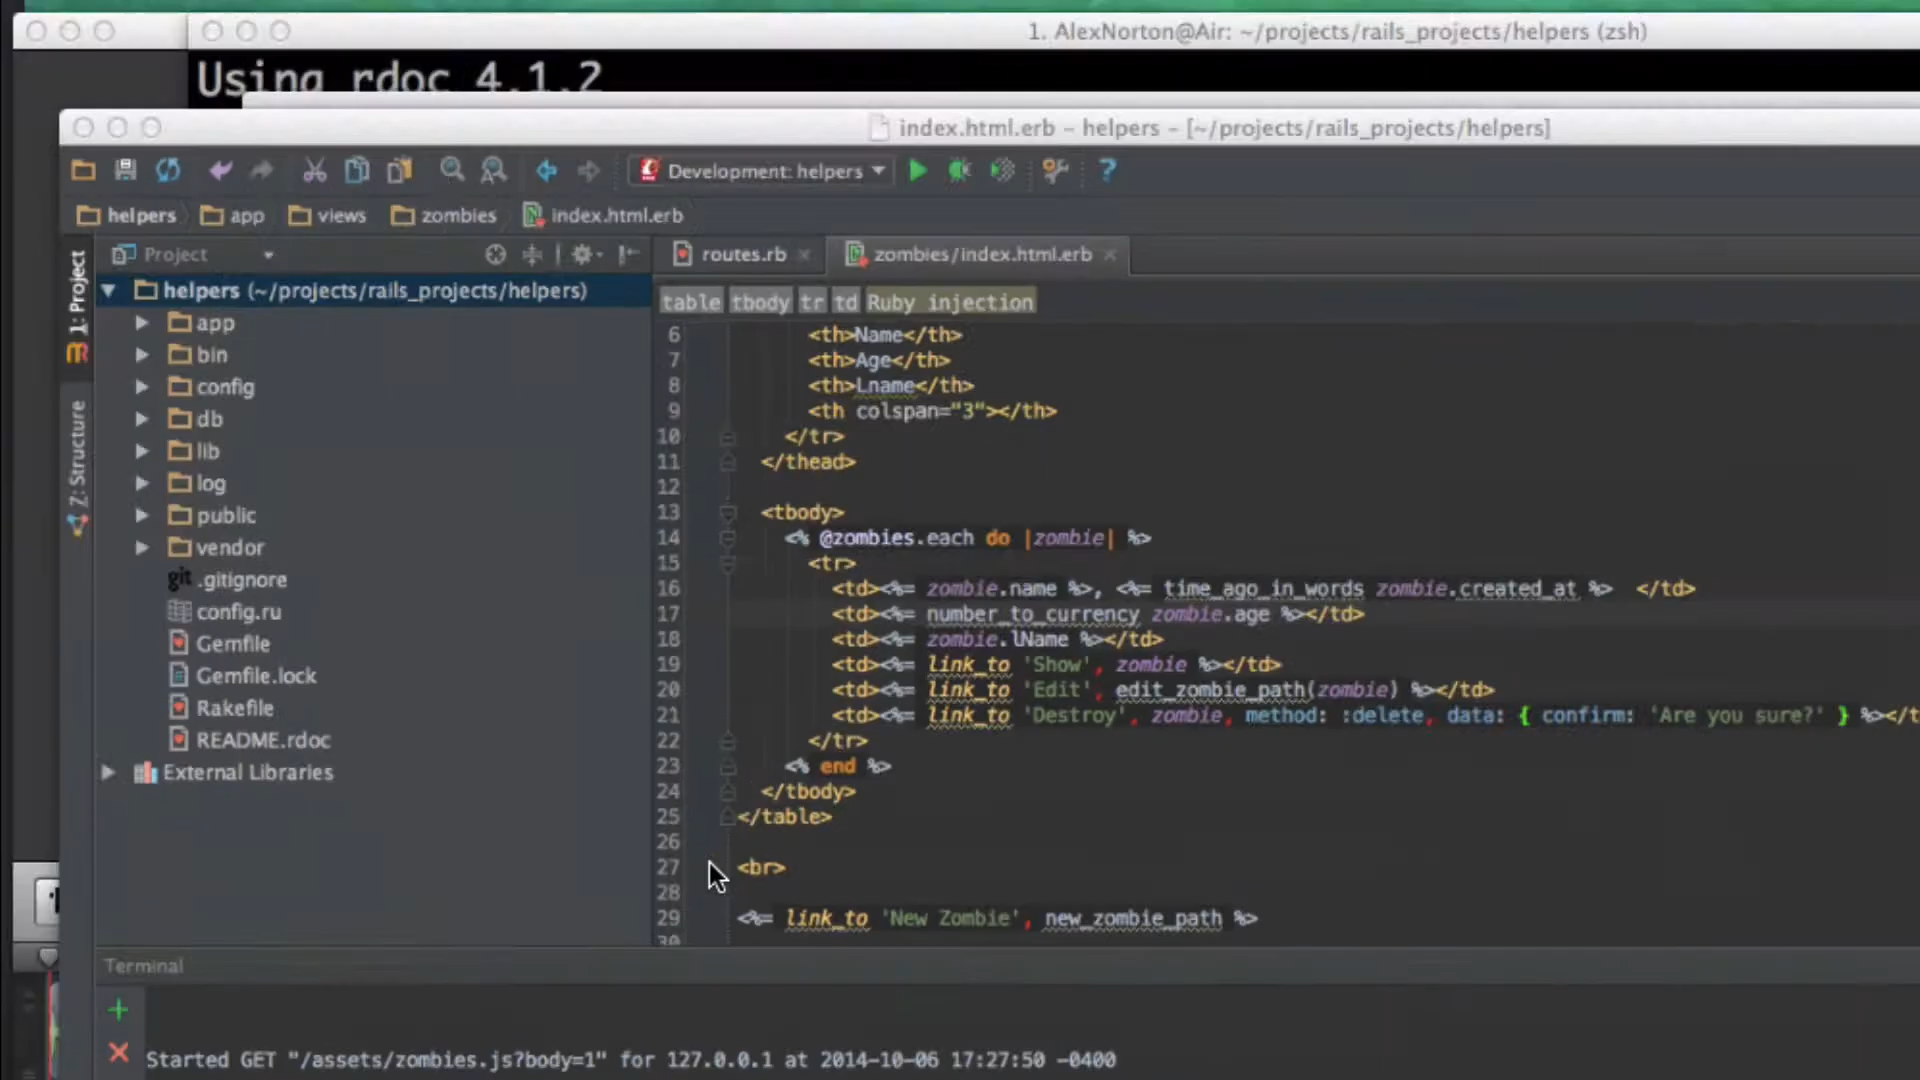 1. AlexNorton@Air: ~/projects/rails_projects/helpers (zsh)
Using rdoc 4.1.2
index.html.erb – helpers – [~/projects/rails_projects/helpers]
Development: helpers
helpers app views zombies index.html.erb
Project
routes.rb zombies/index.html.erb
1: Project
Z: Structure
helpers (~/projects/rails_projects/helpers)
app
bin
config
db
lib
log
public
vendor
git .gitignore
config.ru
Gemfile
Gemfile.lock
Rakefile
README.rdoc
External Libraries
table tbody tr td Ruby injection
6 <th>Name</th>
7 <th>Age</th>
8 <th>Lname</th>
9 <th colspan="3"></th>
10 </tr>
11 </thead>
12
13 <tbody>
14 <% @zombies.each do |zombie| %>
15 <tr>
16 <td><%= zombie.name %>, <%= time_ago_in_words zombie.created_at %> </td>
17 <td><%= number_to_currency zombie.age %></td>
18 <td><%= zombie.lName %></td>
19 <td><%= link_to 'Show', zombie %></td>
20 <td><%= link_to 'Edit', edit_zombie_path(zombie) %></td>
21 <td><%= link_to 'Destroy', zombie, method: :delete, data: { confirm: 'Are you sure?' } %></t
22 </tr>
23 <% end %>
24 </tbody>
25 </table>
26
27 <br>
28
29 <%= link_to 'New Zombie', new_zombie_path %>
30
Terminal
Started GET "/assets/zombies.js?body=1" for 127.0.0.1 at 2014-10-06 17:27:50 -0400